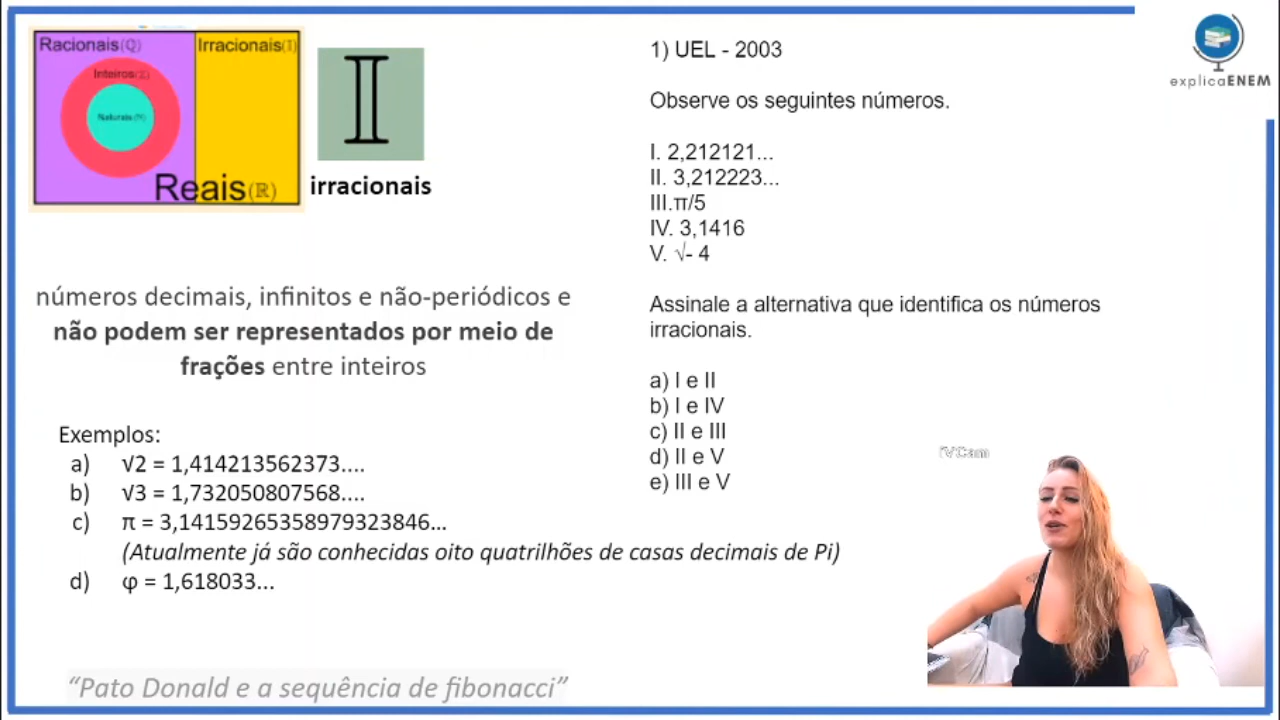 Racionais(Q)
Irracionais(I)
Inteiros(Z)
Naturais(N)
Reais(ℝ)
𝕀
irracionais
números decimais, infinitos e não-periódicos e
não podem ser representados por meio de
frações entre inteiros
Exemplos:
a) √2 = 1,414213562373....
b) √3 = 1,732050807568....
c) π = 3,14159265358979323846...
(Atualmente já são conhecidas oito quatrilhões de casas decimais de Pi)
d) φ = 1,618033...
“Pato Donald e a sequência de fibonacci”
1) UEL - 2003
Observe os seguintes números.
I. 2,212121...
II. 3,212223...
III.π/5
IV. 3,1416
V. √- 4
Assinale a alternativa que identifica os números
irracionais.
a) I e II
b) I e IV
c) II e III
d) II e V
e) III e V
explicaENEM
iVCam